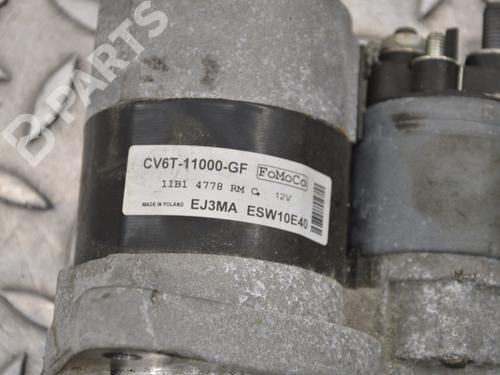 B-PARTS
CV6T-11000-GF FoMoCo
11B1 4778 RM C. 12V
MADE IN POLAND EJ3MA ESW10E40